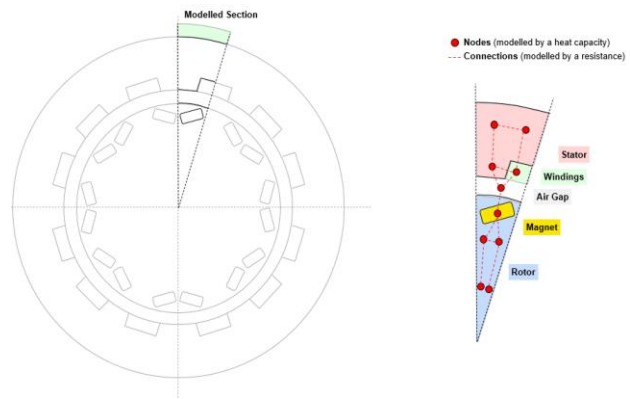 Modelled Section
Nodes (modelled by a heat capacity)
Connections (modelled by a resistance)
Stator
Windings
Air Gap
Magnet
Rotor